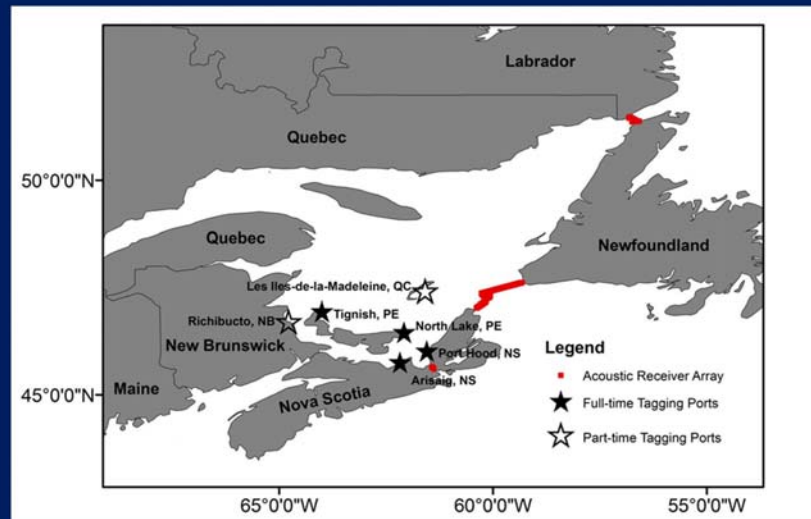 Labrador
Quebec
50°0'0"N
Quebec
Newfoundland
Les Iles-de-la-Madeleine, QC
Tignish, PE
Richibucto, NB
North Lake, PE
New Brunswick
Port Hood, NS
Legend
Maine
Arisaig, NS
Acoustic Receiver Array
45°0'0"N
Nova Scotia
Full-time Tagging Ports
Part-time Tagging Ports
65°0'0"W
60°0'0"W
55°0'0"W